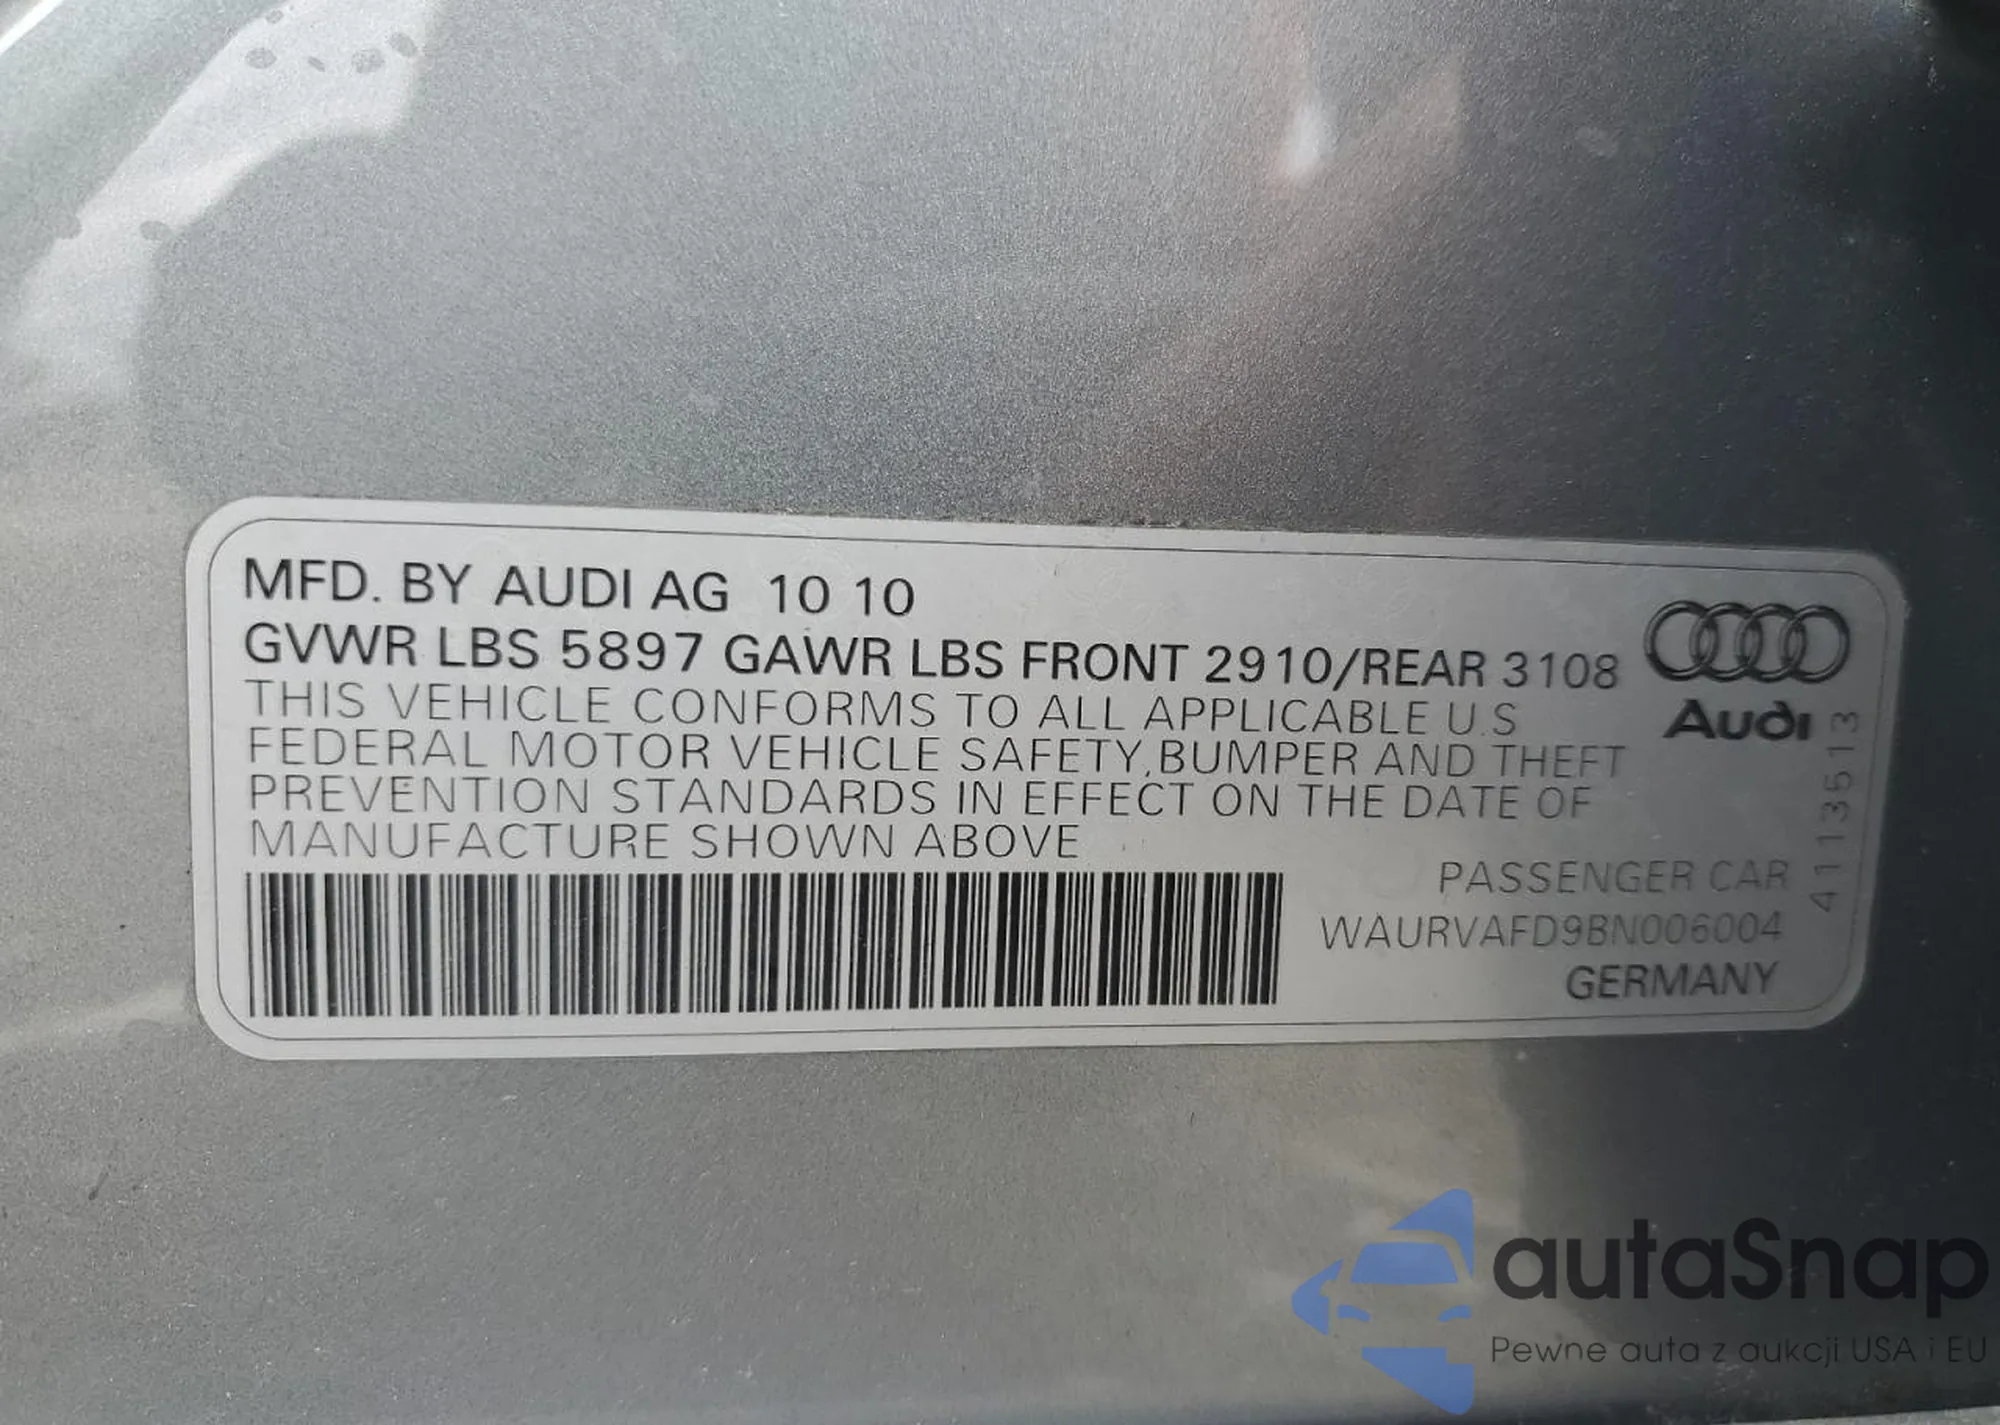 MFD. BY AUDI AG 10 10
GVWR LBS 5897 GAWR LBS FRONT 2910/REAR 3108
THIS VEHICLE CONFORMS TO ALL APPLICABLE U.S
FEDERAL MOTOR VEHICLE SAFETY,BUMPER AND THEFT
PREVENTION STANDARDS IN EFFECT ON THE DATE OF
MANUFACTURE SHOWN ABOVE
Audi
4113513
PASSENGER CAR
WAURVAFD9BN006004
GERMANY
autaSnap
Pewne auta z aukcji USA i EU